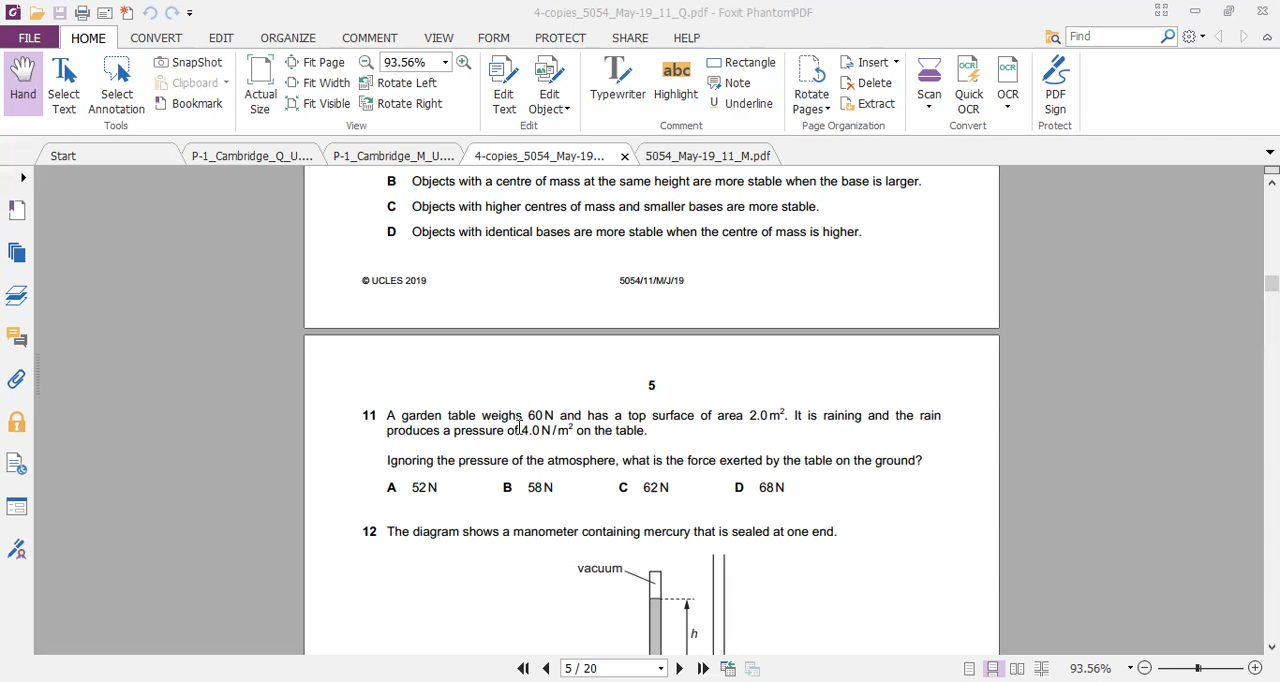 4-copies_5054_May-19_11_Q.pdf - Foxit PhantomPDF
FILE HOME CONVERT EDIT ORGANIZE COMMENT VIEW FORM PROTECT SHARE HELP Find
Hand
Select Text
Select Annotation
SnapShot
Clipboard
Bookmark
Tools
Actual Size
Fit Page
Fit Width
Fit Visible
93.56%
Rotate Left
Rotate Right
View
Edit Text
Edit Object
Edit
Typewriter
abc
Highlight
Rectangle
Note
U Underline
Comment
Rotate Pages
Insert
Delete
Extract
Page Organization
Scan
Quick OCR
OCR
OCR
OCR
Convert
PDF Sign
Protect
Start P-1_Cambridge_Q_U.... P-1_Cambridge_M_U.... 4-copies_5054_May-19... 5054_May-19_11_M.pdf
B Objects with a centre of mass at the same height are more stable when the base is larger.
C Objects with higher centres of mass and smaller bases are more stable.
D Objects with identical bases are more stable when the centre of mass is higher.
© UCLES 2019 5054/11/M/J/19
5
11 A garden table weighs 60 N and has a top surface of area 2.0 m². It is raining and the rain
produces a pressure of 4.0 N / m² on the table.
Ignoring the pressure of the atmosphere, what is the force exerted by the table on the ground?
A 52 N B 58 N C 62 N D 68 N
12 The diagram shows a manometer containing mercury that is sealed at one end.
vacuum
h
5 / 20 93.56%